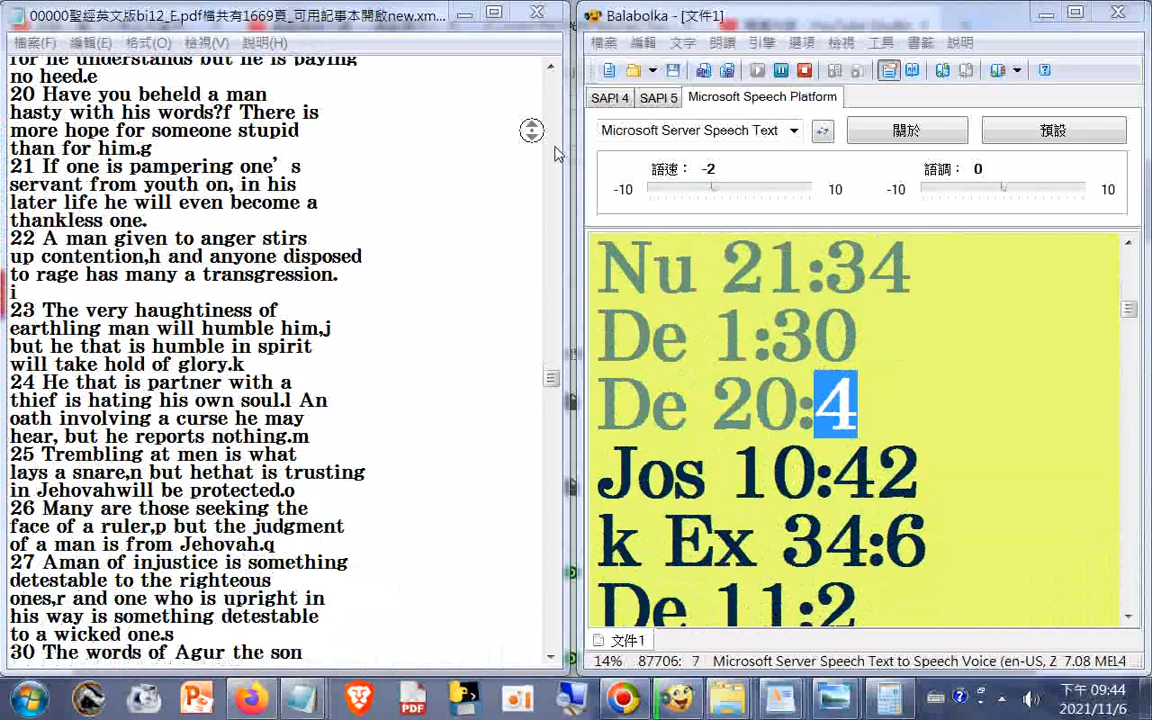 00000聖經英文版bi12_E.pdf檔共有1669頁_可用記事本開啟new.xm...
檔案(F) 編輯(E) 格式(O) 檢視(V) 說明(H)
for he understands but he is paying
no heed.e
20 Have you beheld a man
hasty with his words?f There is
more hope for someone stupid
than for him.g
21 If one is pampering one’s
servant from youth on, in his
later life he will even become a
thankless one.
22 A man given to anger stirs
up contention,h and anyone disposed
to rage has many a transgression.
i
23 The very haughtiness of
earthling man will humble him,j
but he that is humble in spirit
will take hold of glory.k
24 He that is partner with a
thief is hating his own soul.l An
oath involving a curse he may
hear, but he reports nothing.m
25 Trembling at men is what
lays a snare,n but hethat is trusting
in Jehovahwill be protected.o
26 Many are those seeking the
face of a ruler,p but the judgment
of a man is from Jehovah.q
27 Aman of injustice is something
detestable to the righteous
ones,r and one who is upright in
his way is something detestable
to a wicked one.s
30 The words of Agur the son
Balabolka - [文件1]
檔案 編輯 文字 朗讀 引擎 選項 檢視 工具 書籤 說明
SAPI 4 SAPI 5 Microsoft Speech Platform
Microsoft Server Speech Text 關於 預設
語速: -2 語調: 0
-10 10 -10 10
Nu 21:34
De 1:30
De 20:4
Jos 10:42
k Ex 34:6
De 11:2
文件1
14% 87706: 7 Microsoft Server Speech Text to Speech Voice (en-US, Z 7.08 ME14
PDF
下午 09:44
2021/11/6